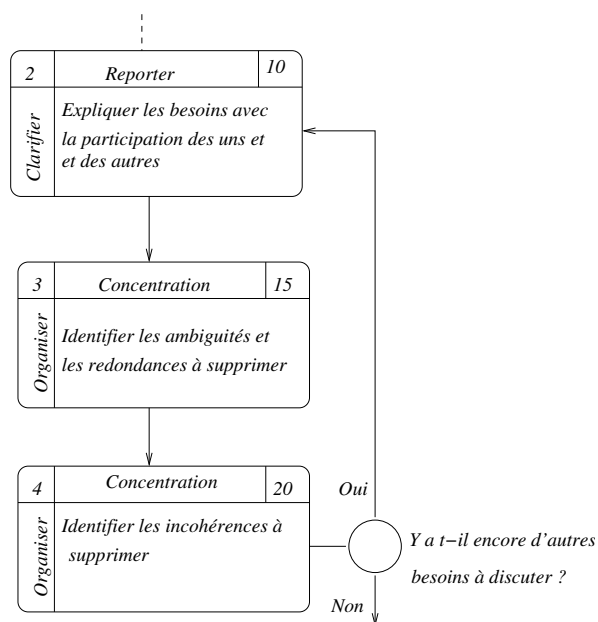 2 Reporter 10
Clarifier
Expliquer les besoins avec
la participation des uns et
et des autres
3 Concentration 15
Organiser
Identifier les ambiguités et
les redondances à supprimer
4 Concentration 20
Organiser
Identifier les incohérences à
supprimer
Oui
Y a t−il encore d'autres
besoins à discuter ?
Non